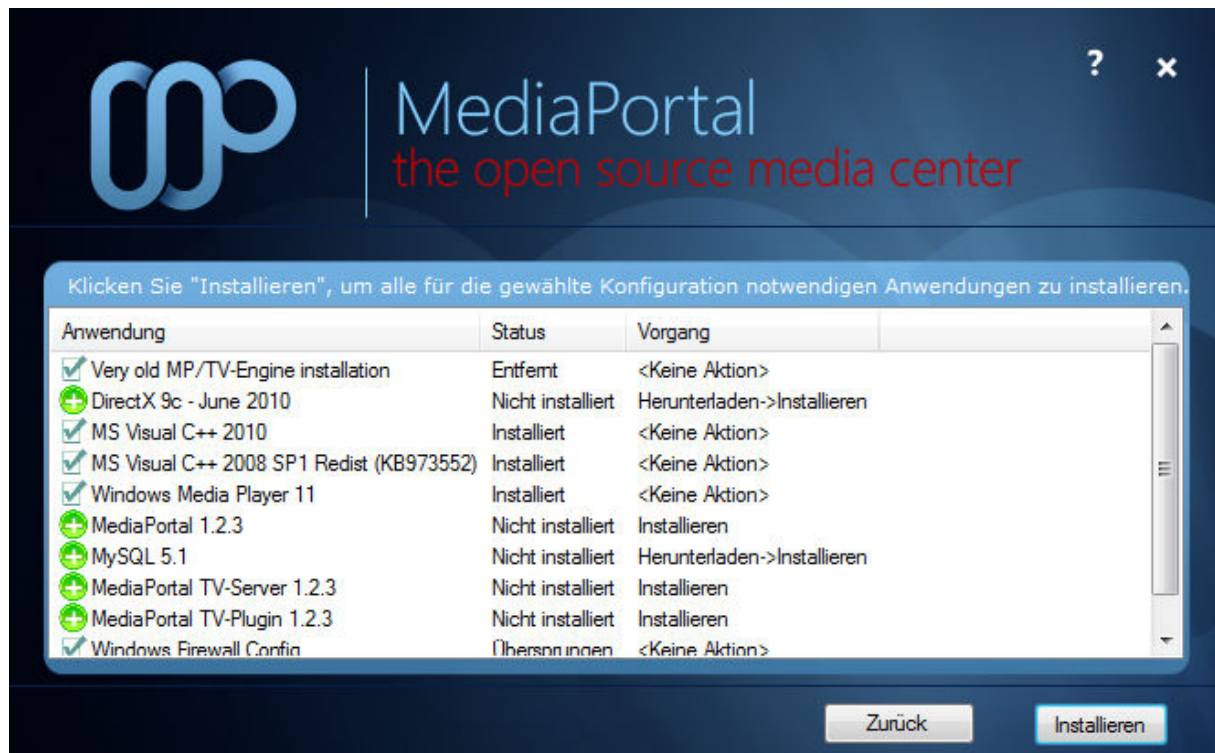 ? ×
MediaPortal
the open source media center
Klicken Sie "Installieren", um alle für die gewählte Konfiguration notwendigen Anwendungen zu installieren.
Anwendung Status Vorgang
Very old MP/TV-Engine installation Entfernt <Keine Aktion>
DirectX 9c - June 2010 Nicht installiert Herunterladen->Installieren
MS Visual C++ 2010 Installiert <Keine Aktion>
MS Visual C++ 2008 SP1 Redist (KB973552) Installiert <Keine Aktion>
Windows Media Player 11 Installiert <Keine Aktion>
MediaPortal 1.2.3 Nicht installiert Installieren
MySQL 5.1 Nicht installiert Herunterladen->Installieren
MediaPortal TV-Server 1.2.3 Nicht installiert Installieren
MediaPortal TV-Plugin 1.2.3 Nicht installiert Installieren
Windows Firewall Config Übersprungen <Keine Aktion>
Zurück Installieren